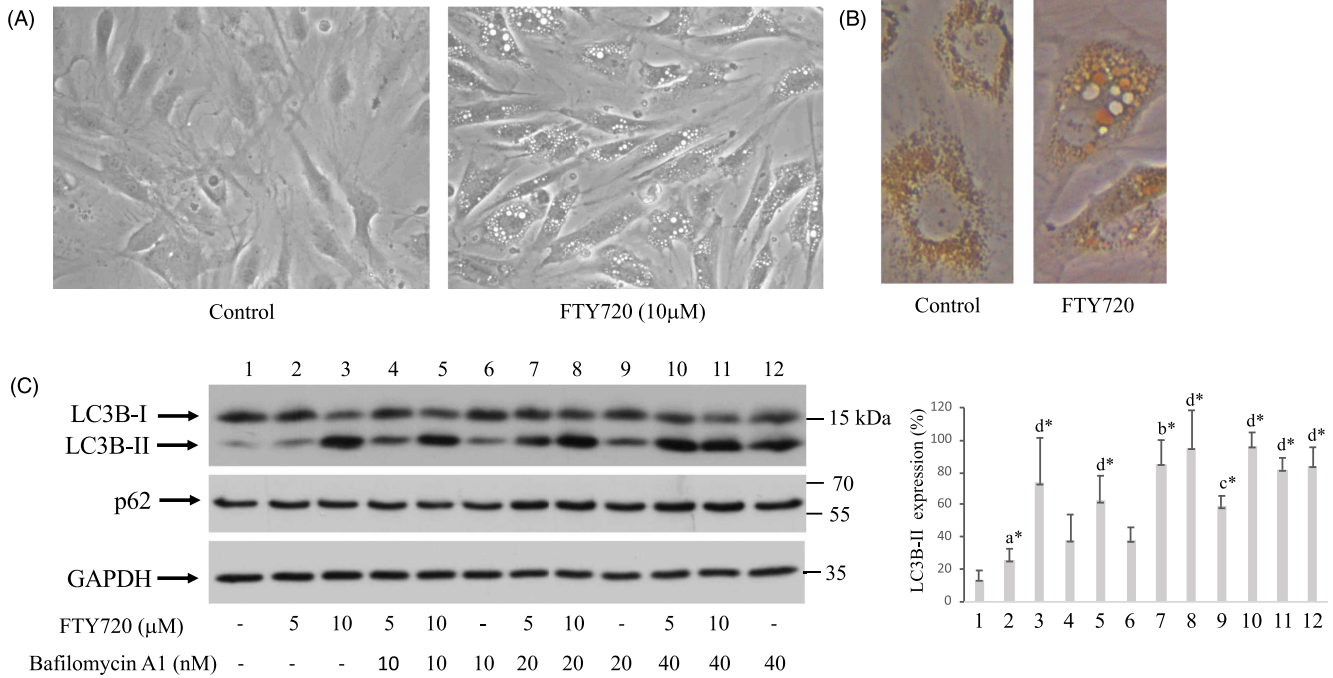 (A)
Control
FTY720 (10μM)
(B)
Control
FTY720
(C)
1 2 3 4 5 6 7 8 9 10 11 12
LC3B-I
LC3B-II
15 kDa
p62
70
55
GAPDH
35
FTY720 (μM) - 5 10 5 10 - 5 10 - 5 10 -
Bafilomycin A1 (nM) - - - 10 10 10 20 20 20 40 40 40
LC3B-II expression (%)
120
100
80
60
40
20
0
a*
d*
d*
b*
d*
c*
d*
d*
d*
1 2 3 4 5 6 7 8 9 10 11 12